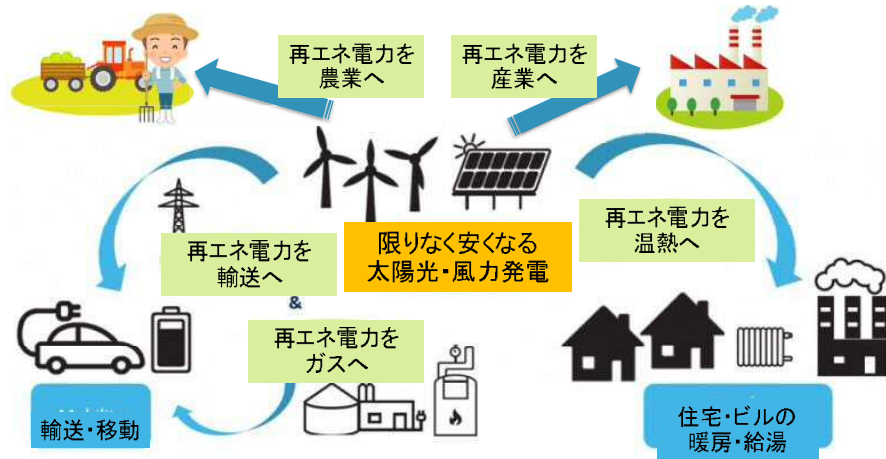 再エネ電力を
農業へ
再エネ電力を
産業へ
再エネ電力を
温熱へ
限りなく安くなる
太陽光・風力発電
再エネ電力を
輸送へ
&
再エネ電力を
ガスへ
輸送・移動
住宅・ビルの
暖房・給湯